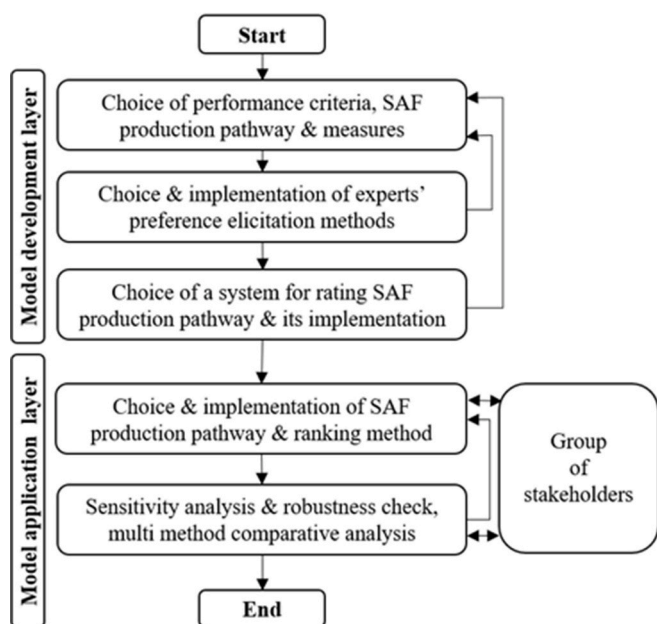 Start
Model development layer
Choice of performance criteria, SAF
production pathway & measures
Choice & implementation of experts’
preference elicitation methods
Choice of a system for rating SAF
production pathway & its implementation
Model application layer
Choice & implementation of SAF
production pathway & ranking method
Group
of
stakeholders
Sensitivity analysis & robustness check,
multi method comparative analysis
End